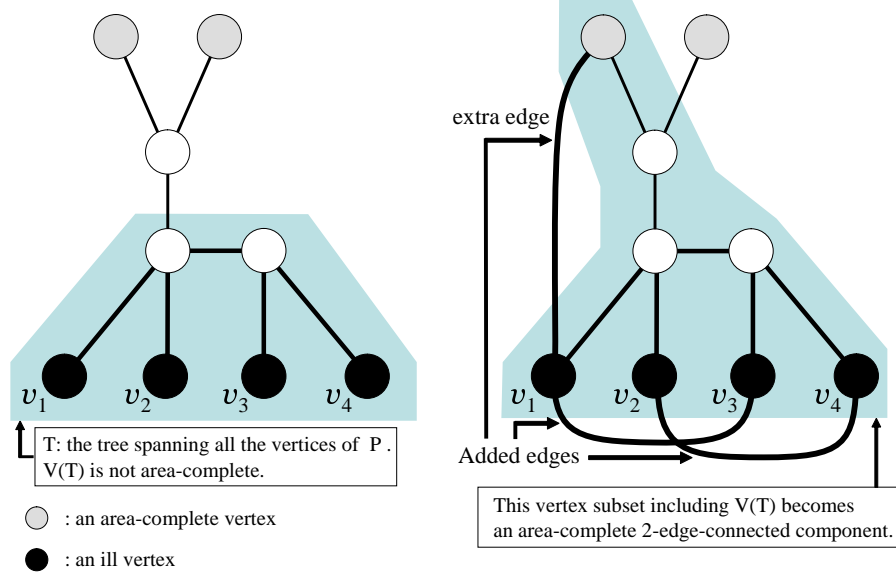 extra edge
v1 v2 v3 v4
v1 v2 v3 v4
T: the tree spanning all the vertices of P .
V(T) is not area-complete.
Added edges
This vertex subset including V(T) becomes
an area-complete 2-edge-connected component.
: an area-complete vertex
: an ill vertex